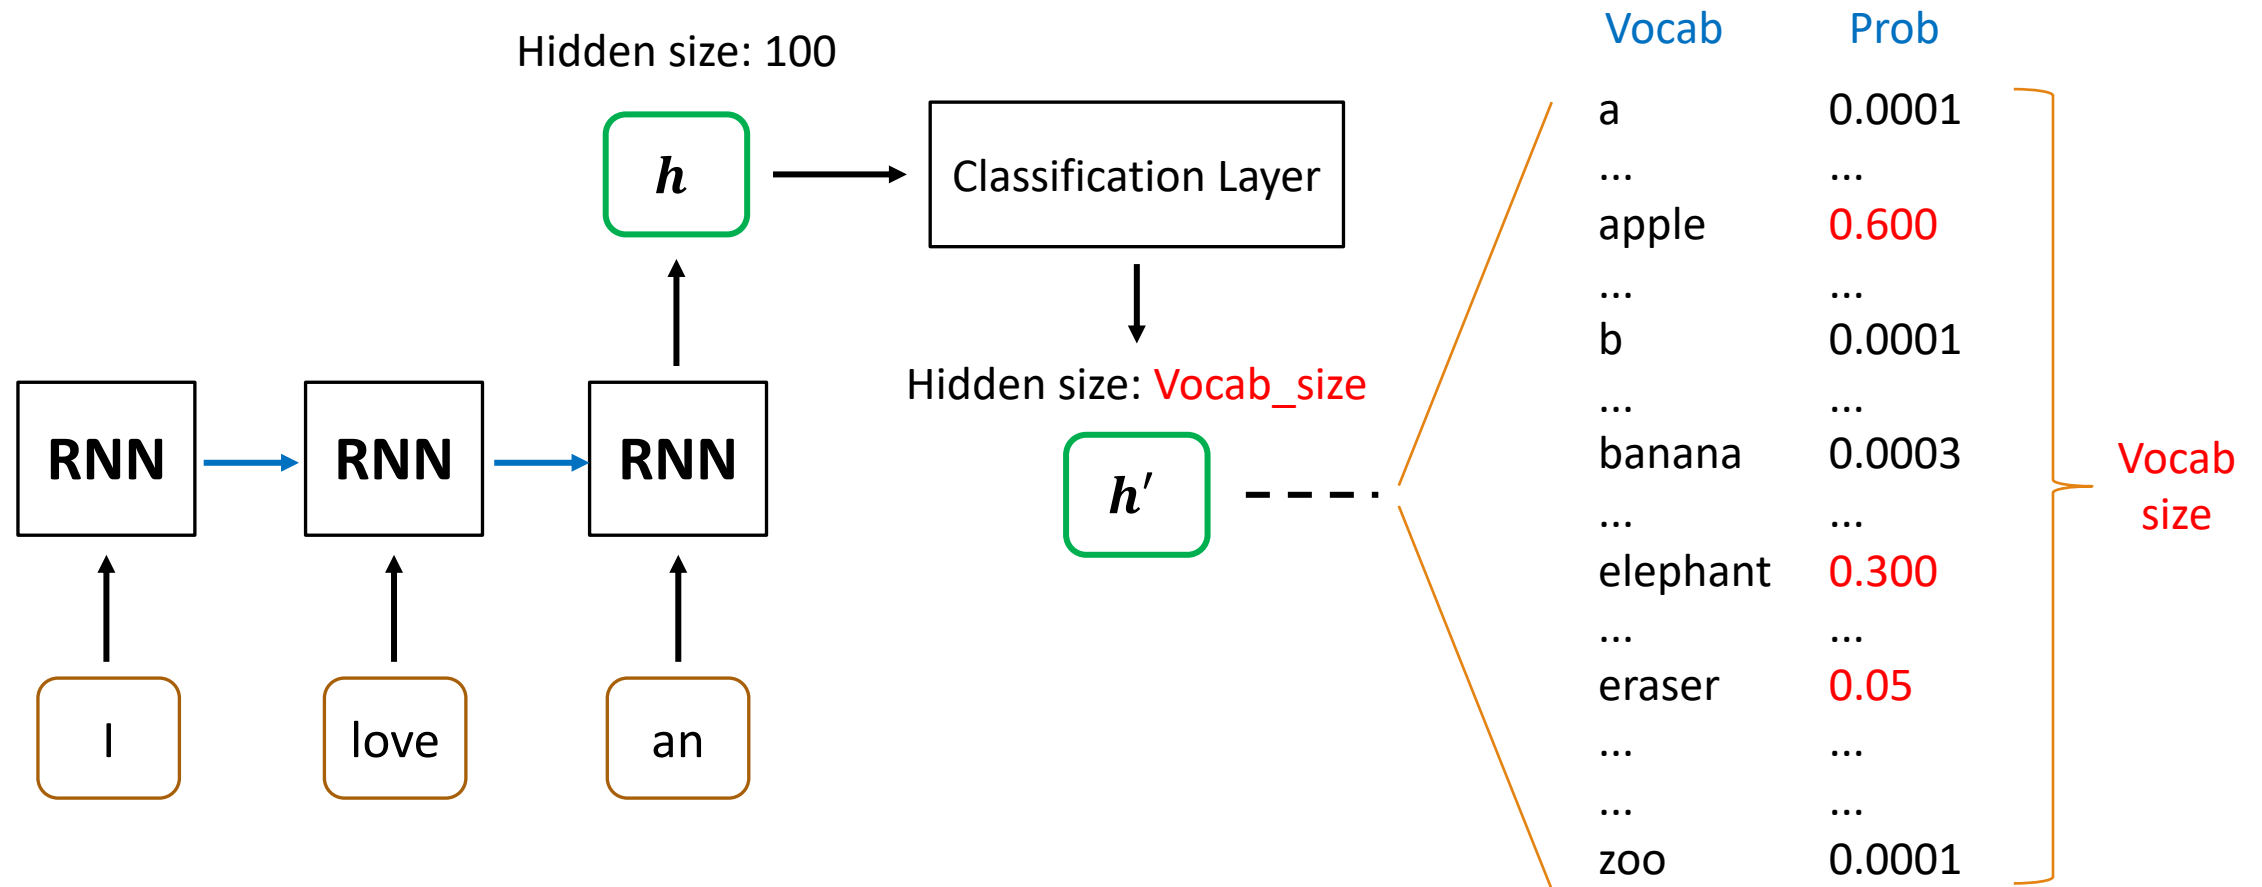 Hidden size: 100
h
Classification Layer
RNN
RNN
RNN
I
love
an
Hidden size: Vocab_size
h′
Vocab Prob
a 0.0001
... ...
apple 0.600
... ...
b 0.0001
... ...
banana 0.0003
... ...
elephant 0.300
... ...
eraser 0.05
... ...
... ...
zoo 0.0001
Vocab
size